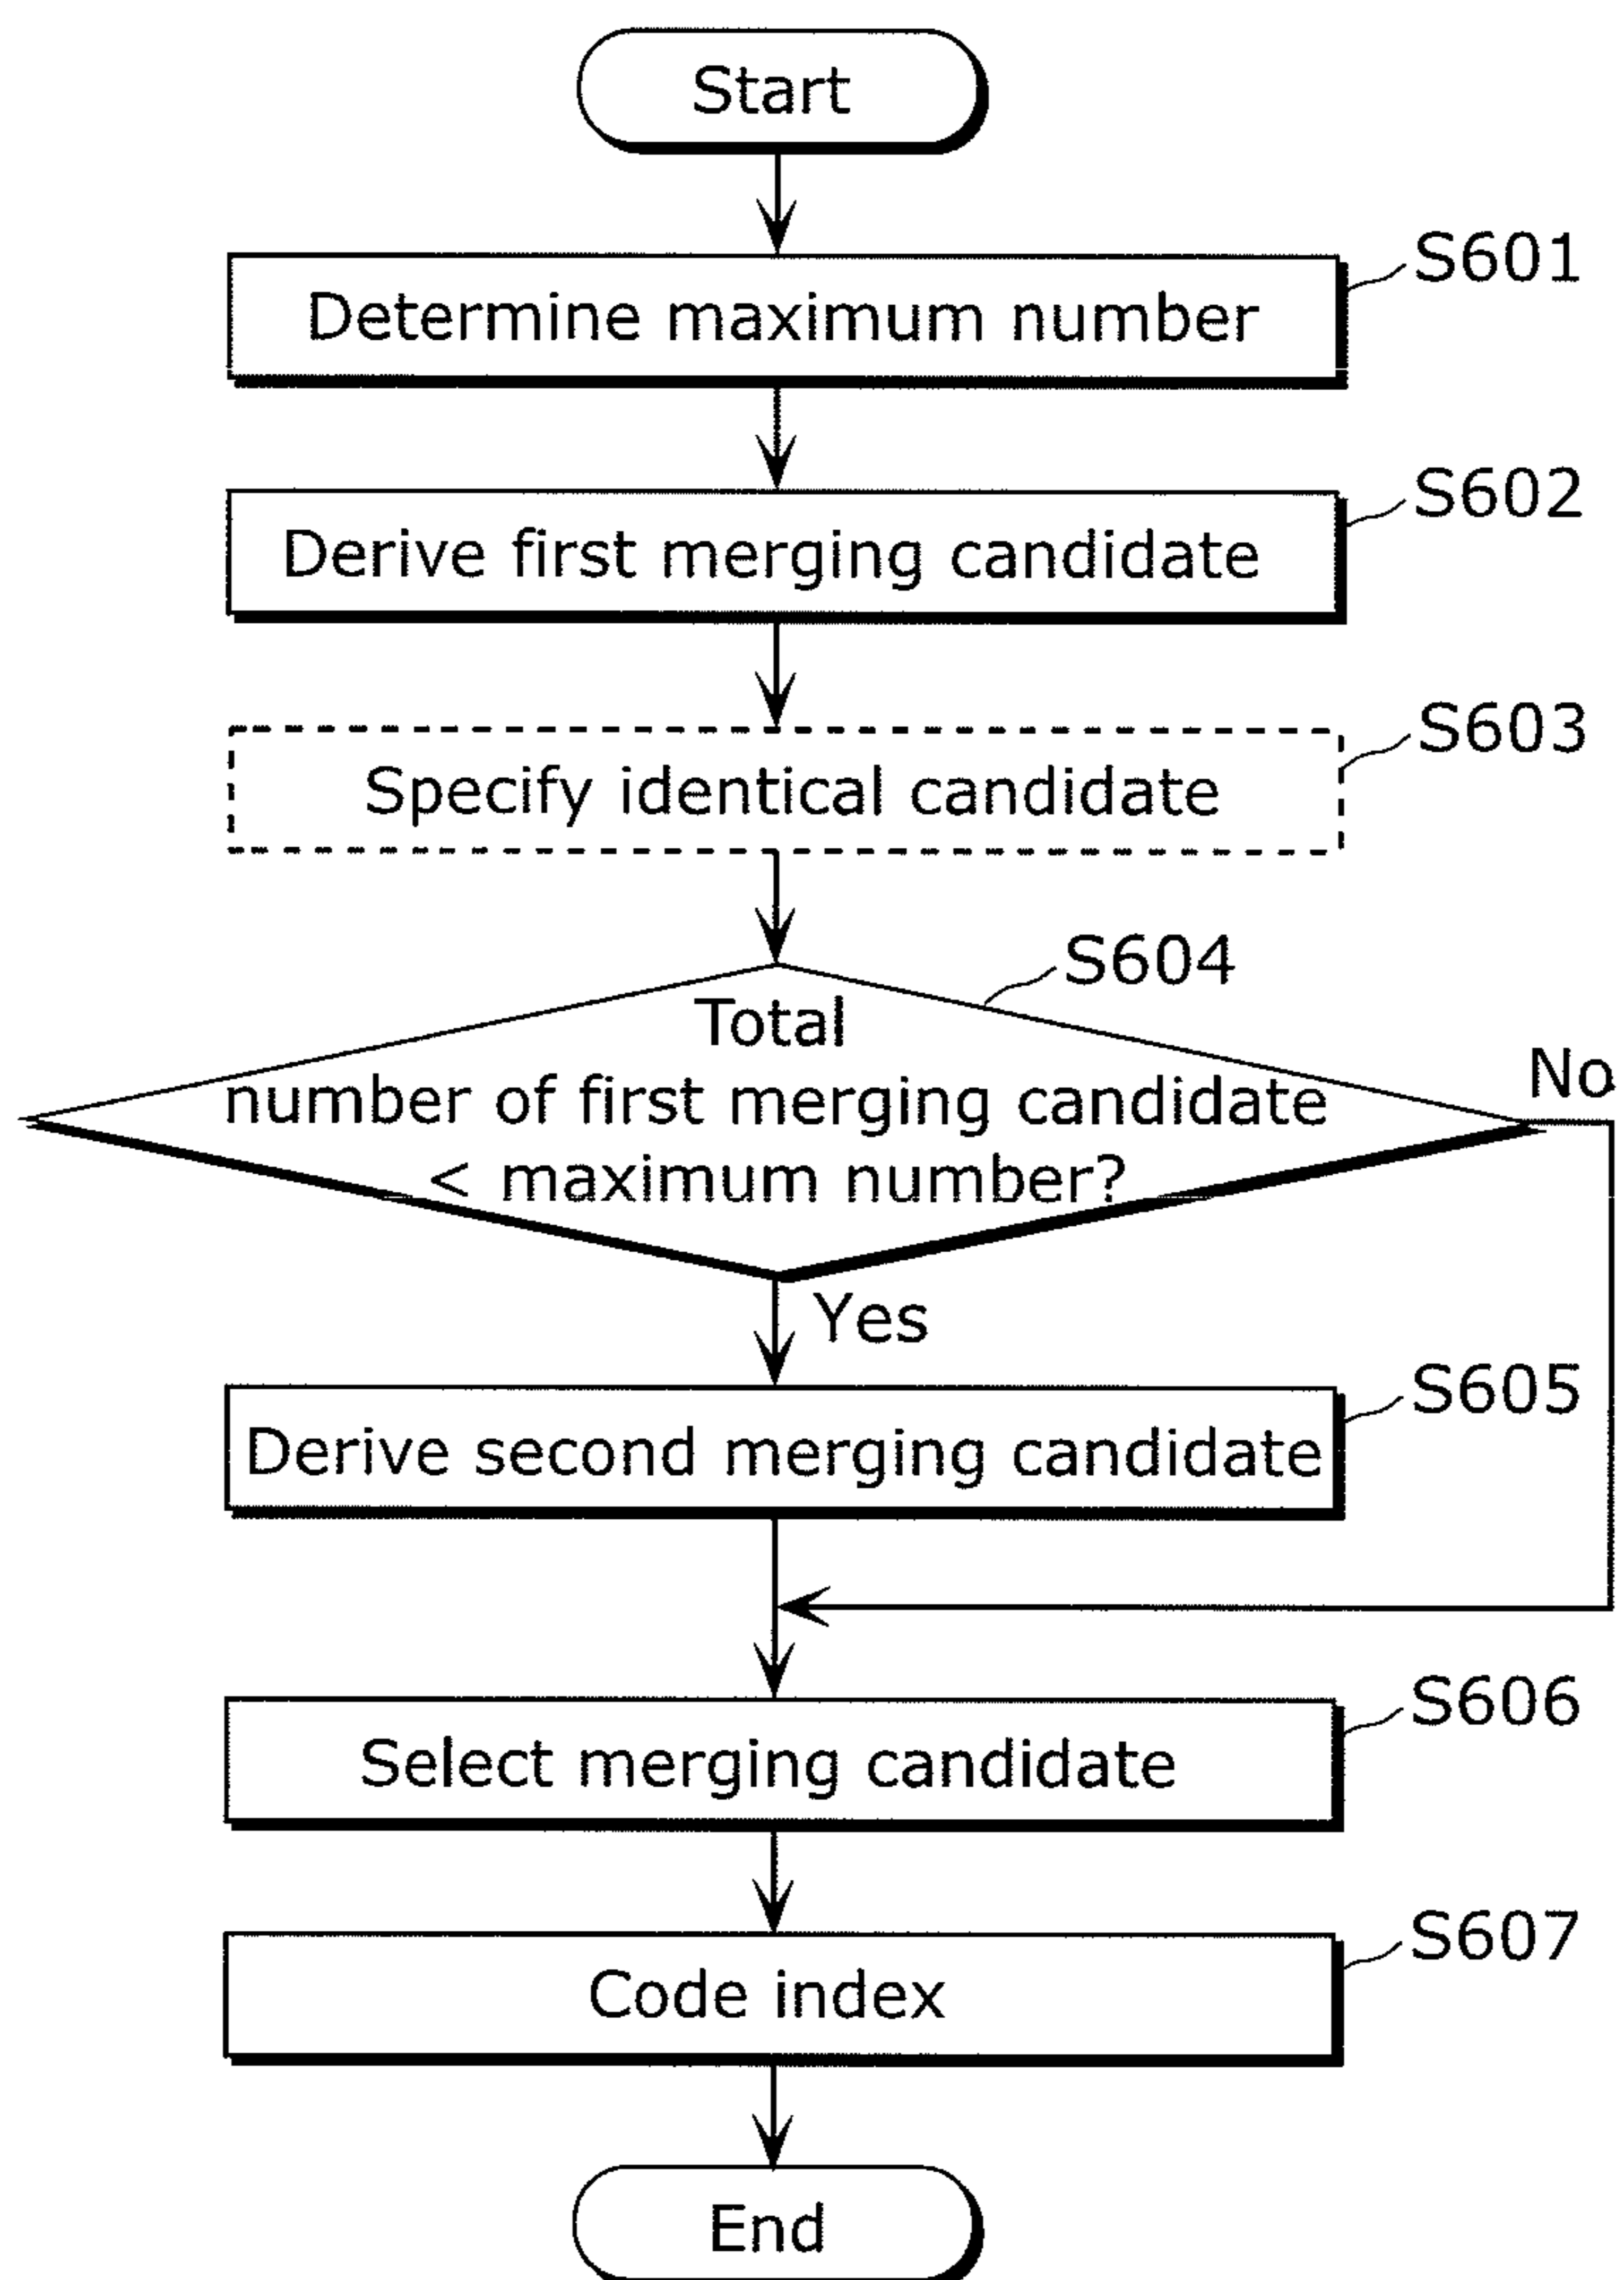 Start
S601
Determine maximum number
S602
Derive first merging candidate
S603
Specify identical candidate
S604
Total
number of first merging candidate
< maximum number?
No
Yes
S605
Derive second merging candidate
S606
Select merging candidate
S607
Code index
End